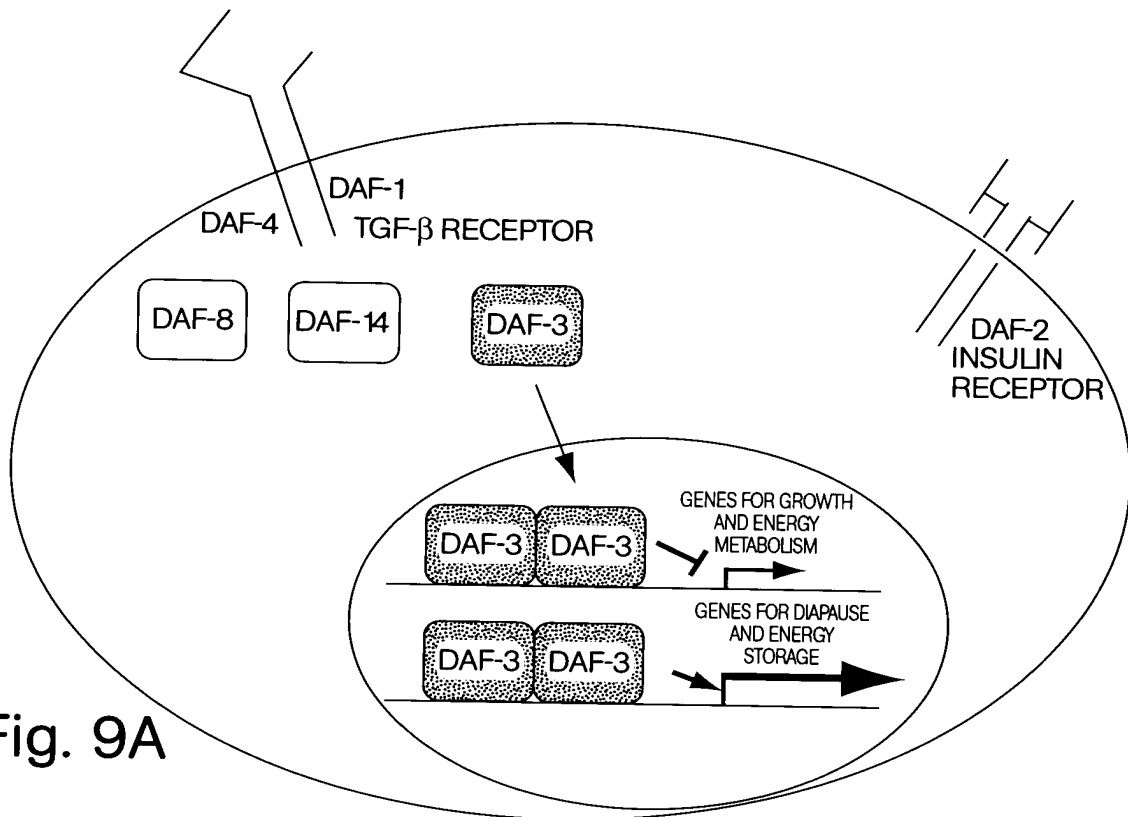 DAF-1
DAF-4
TGF-β RECEPTOR
DAF-8
DAF-14
DAF-3
DAF-2
INSULIN
RECEPTOR
GENES FOR GROWTH
AND ENERGY
METABOLISM
DAF-3
DAF-3
GENES FOR DIAPAUSE
AND ENERGY
STORAGE
DAF-3
DAF-3
Fig. 9A